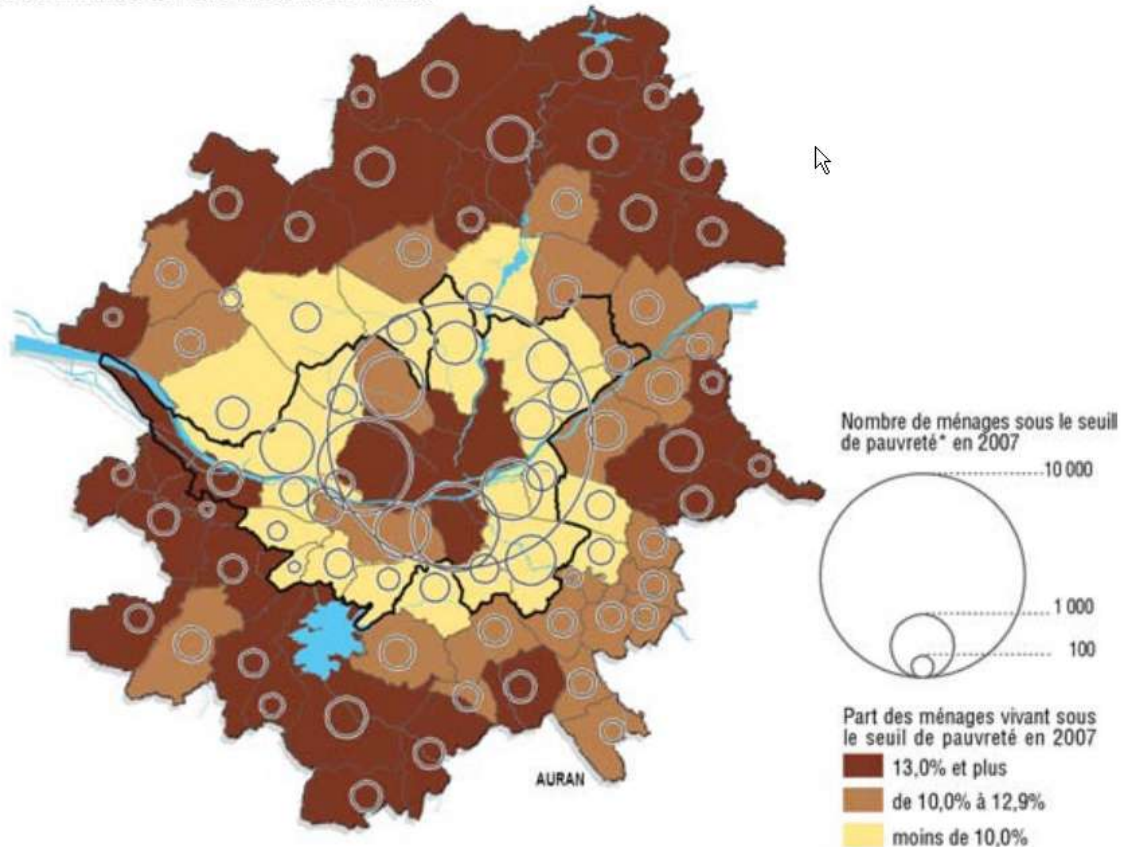 Nombre de ménages sous le seuil
de pauvreté* en 2007
10 000
1 000
100
Part des ménages vivant sous
le seuil de pauvreté en 2007
13,0% et plus
de 10,0% à 12,9%
moins de 10,0%
AURAN